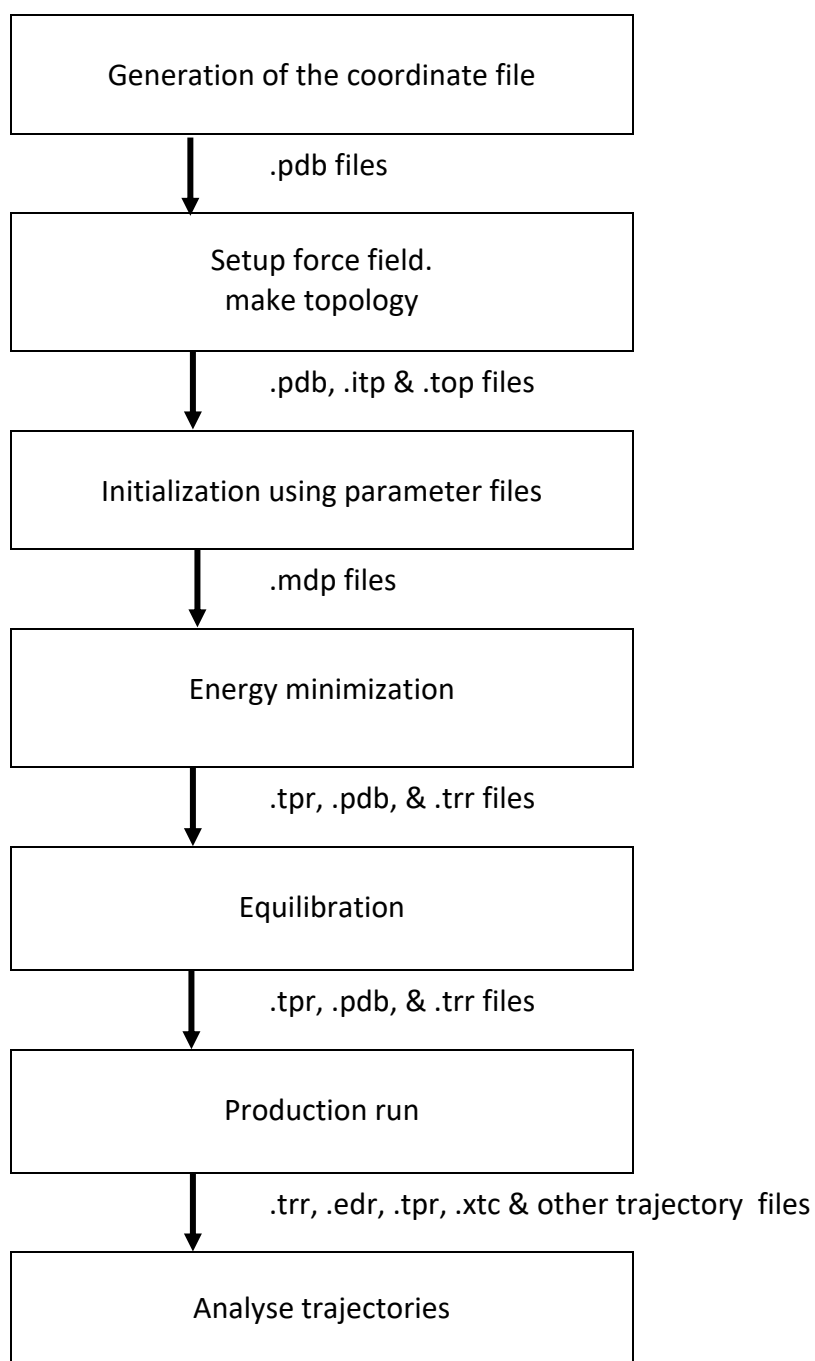 Generation of the coordinate file
.pdb files
Setup force field.
make topology
.pdb, .itp & .top files
Initialization using parameter files
.mdp files
Energy minimization
.tpr, .pdb, & .trr files
Equilibration
.tpr, .pdb, & .trr files
Production run
.trr, .edr, .tpr, .xtc & other trajectory  files
Analyse trajectories